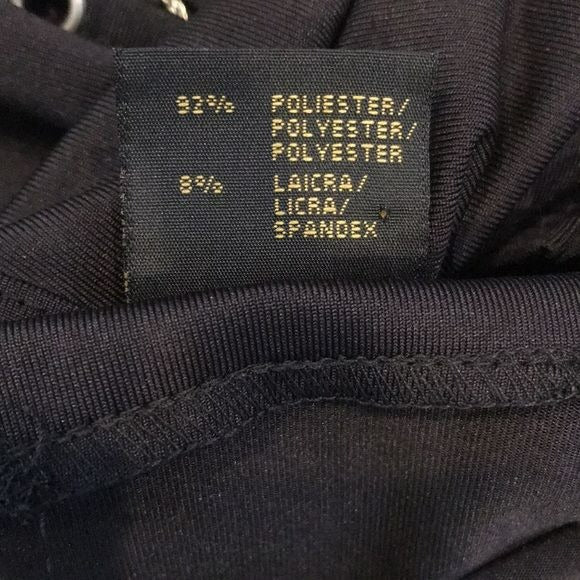 92% POLIESTER/
POLYESTER/
POLYESTER
8% LAICRA/
LICRA/
SPANDEX